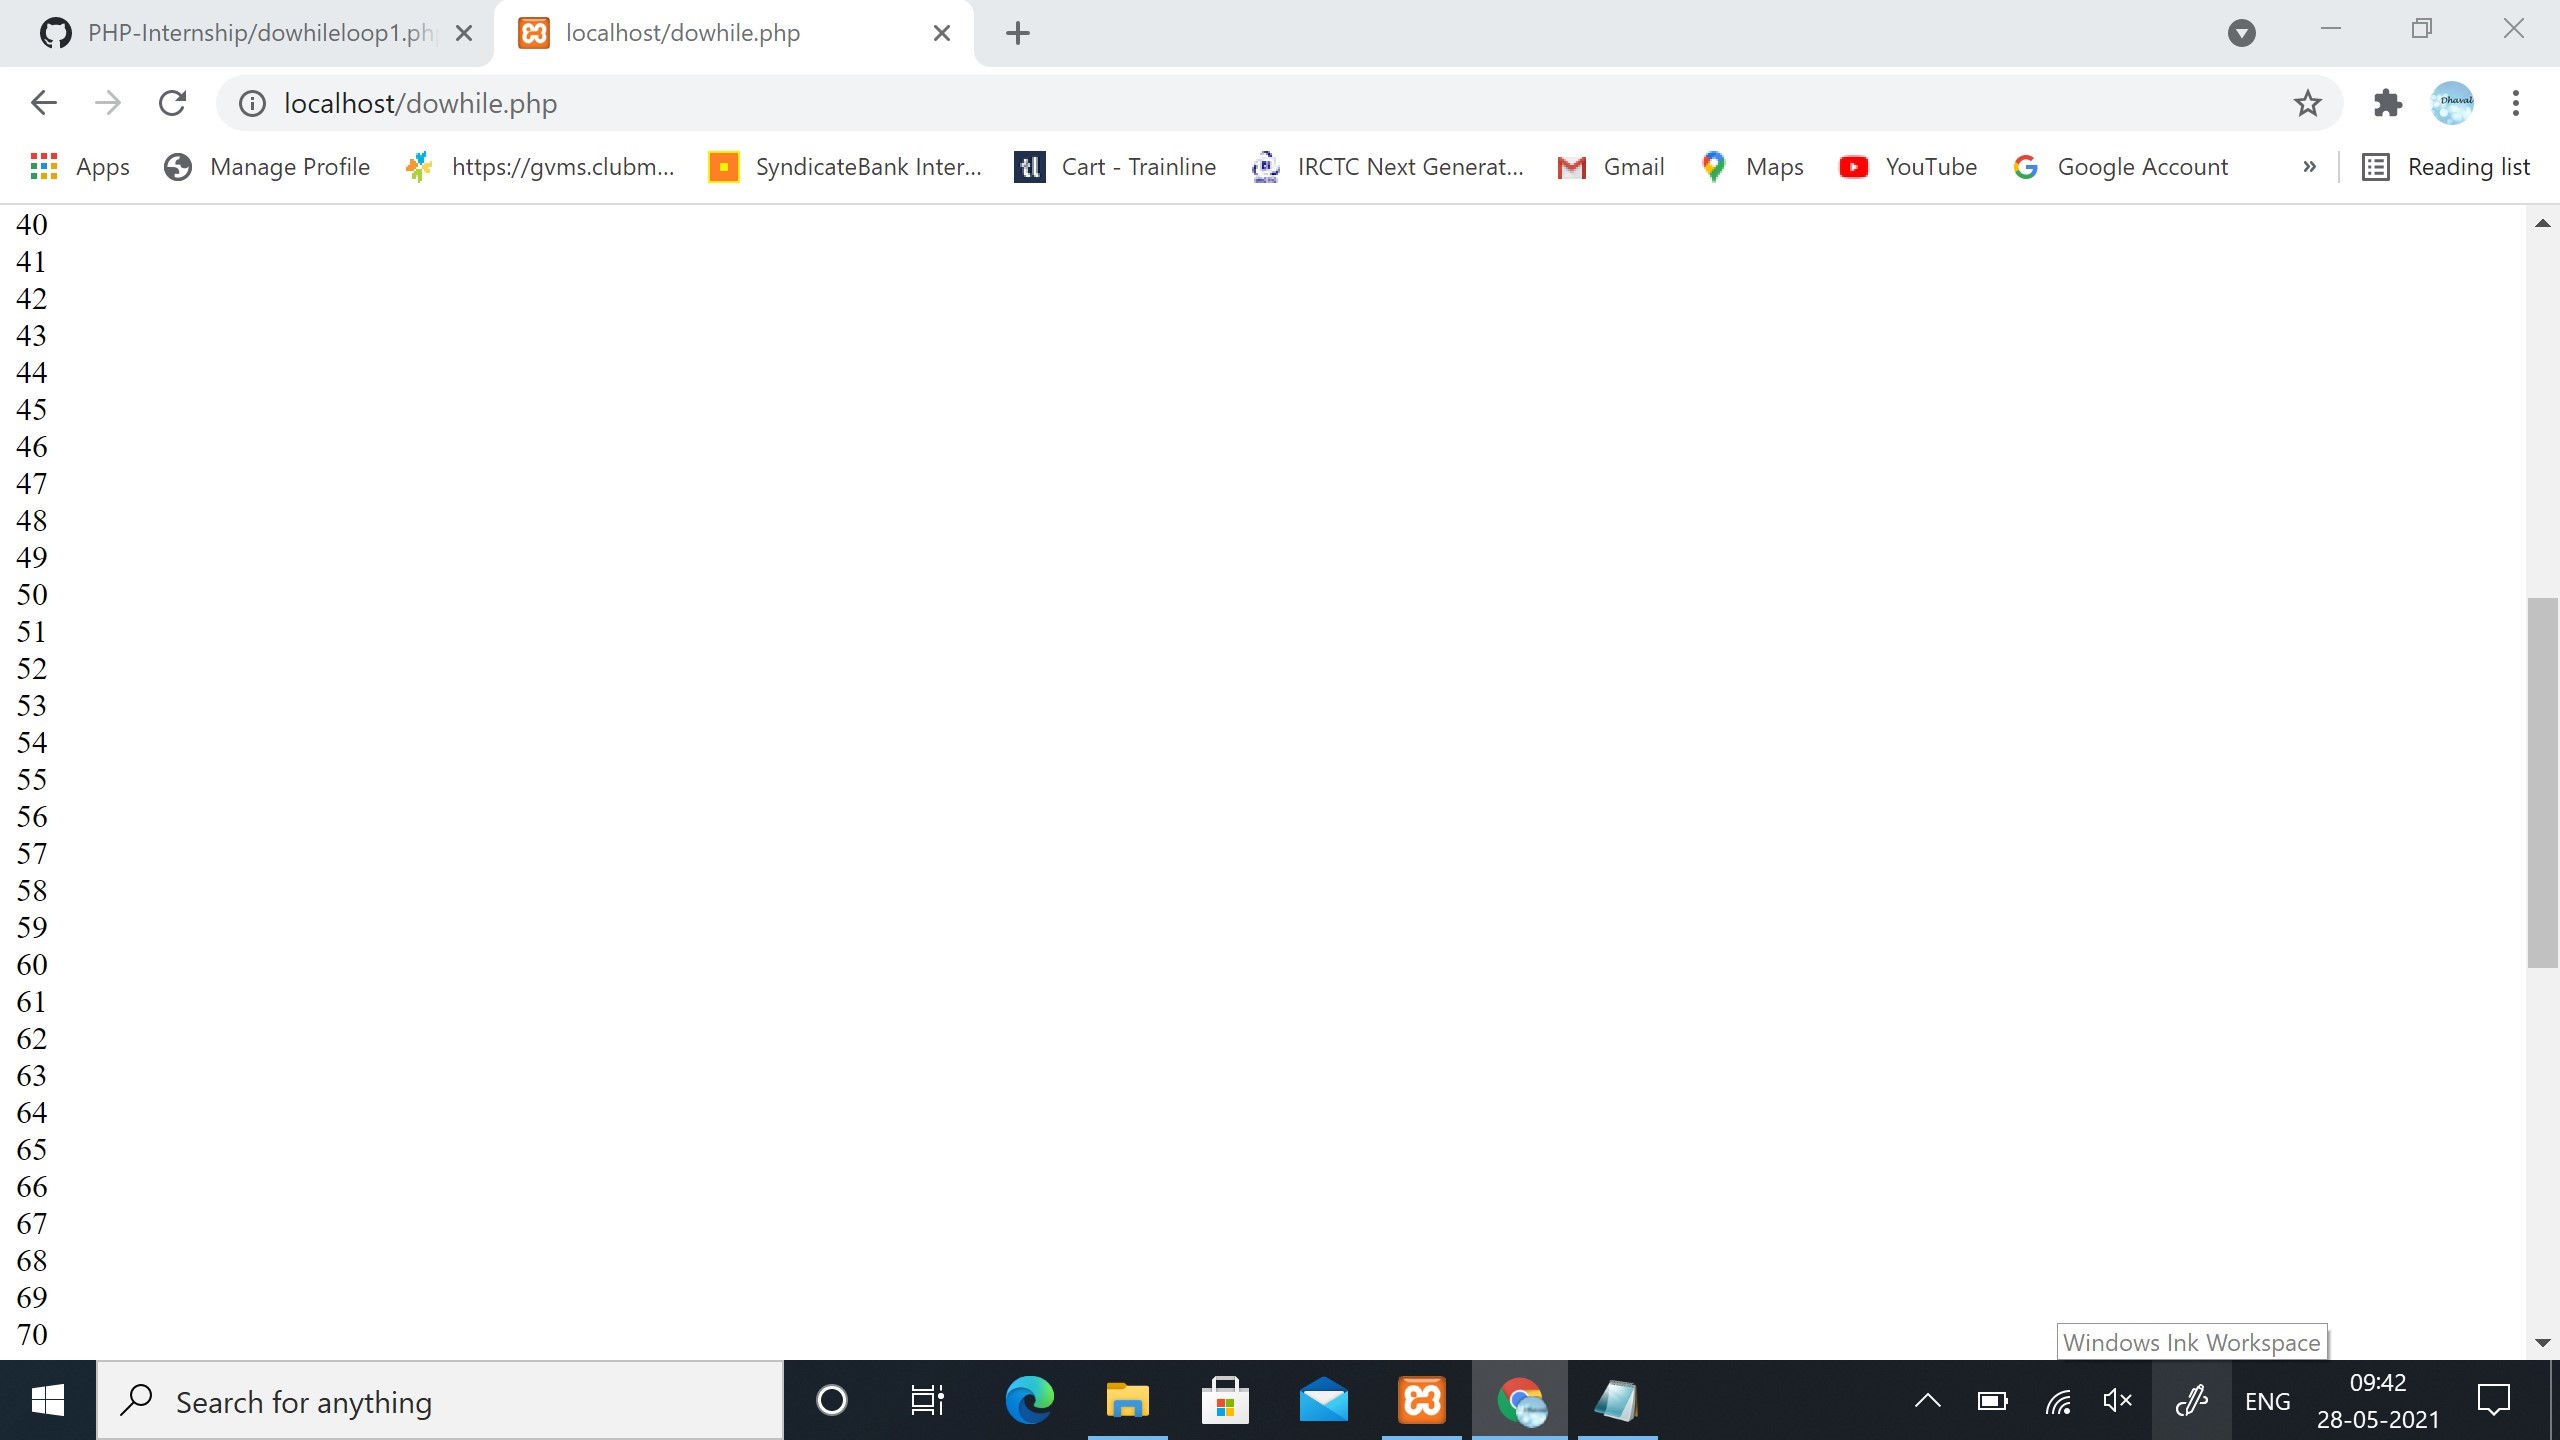 PHP-Internship/dowhileloop1.ph
localhost/dowhile.php
localhost/dowhile.php
Dhaval
Apps
Manage Profile
https://gvms.clubm...
SyndicateBank Inter...
tl
Cart - Trainline
IRCTC Next Generat...
Gmail
Maps
YouTube
Google Account
»
Reading list
40
41
42
43
44
45
46
47
48
49
50
51
52
53
54
55
56
57
58
59
60
61
62
63
64
65
66
67
68
69
70
Windows Ink Workspace
Search for anything
ENG
09:42
28-05-2021